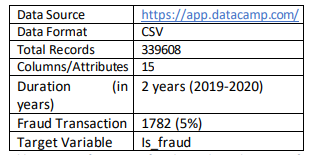 Data Source https://app.datacamp.com/
Data Format CSV
Total Records 339608
Columns/Attributes 15
Duration (in years) 2 years (2019-2020)
Fraud Transaction 1782 (5%)
Target Variable Is_fraud